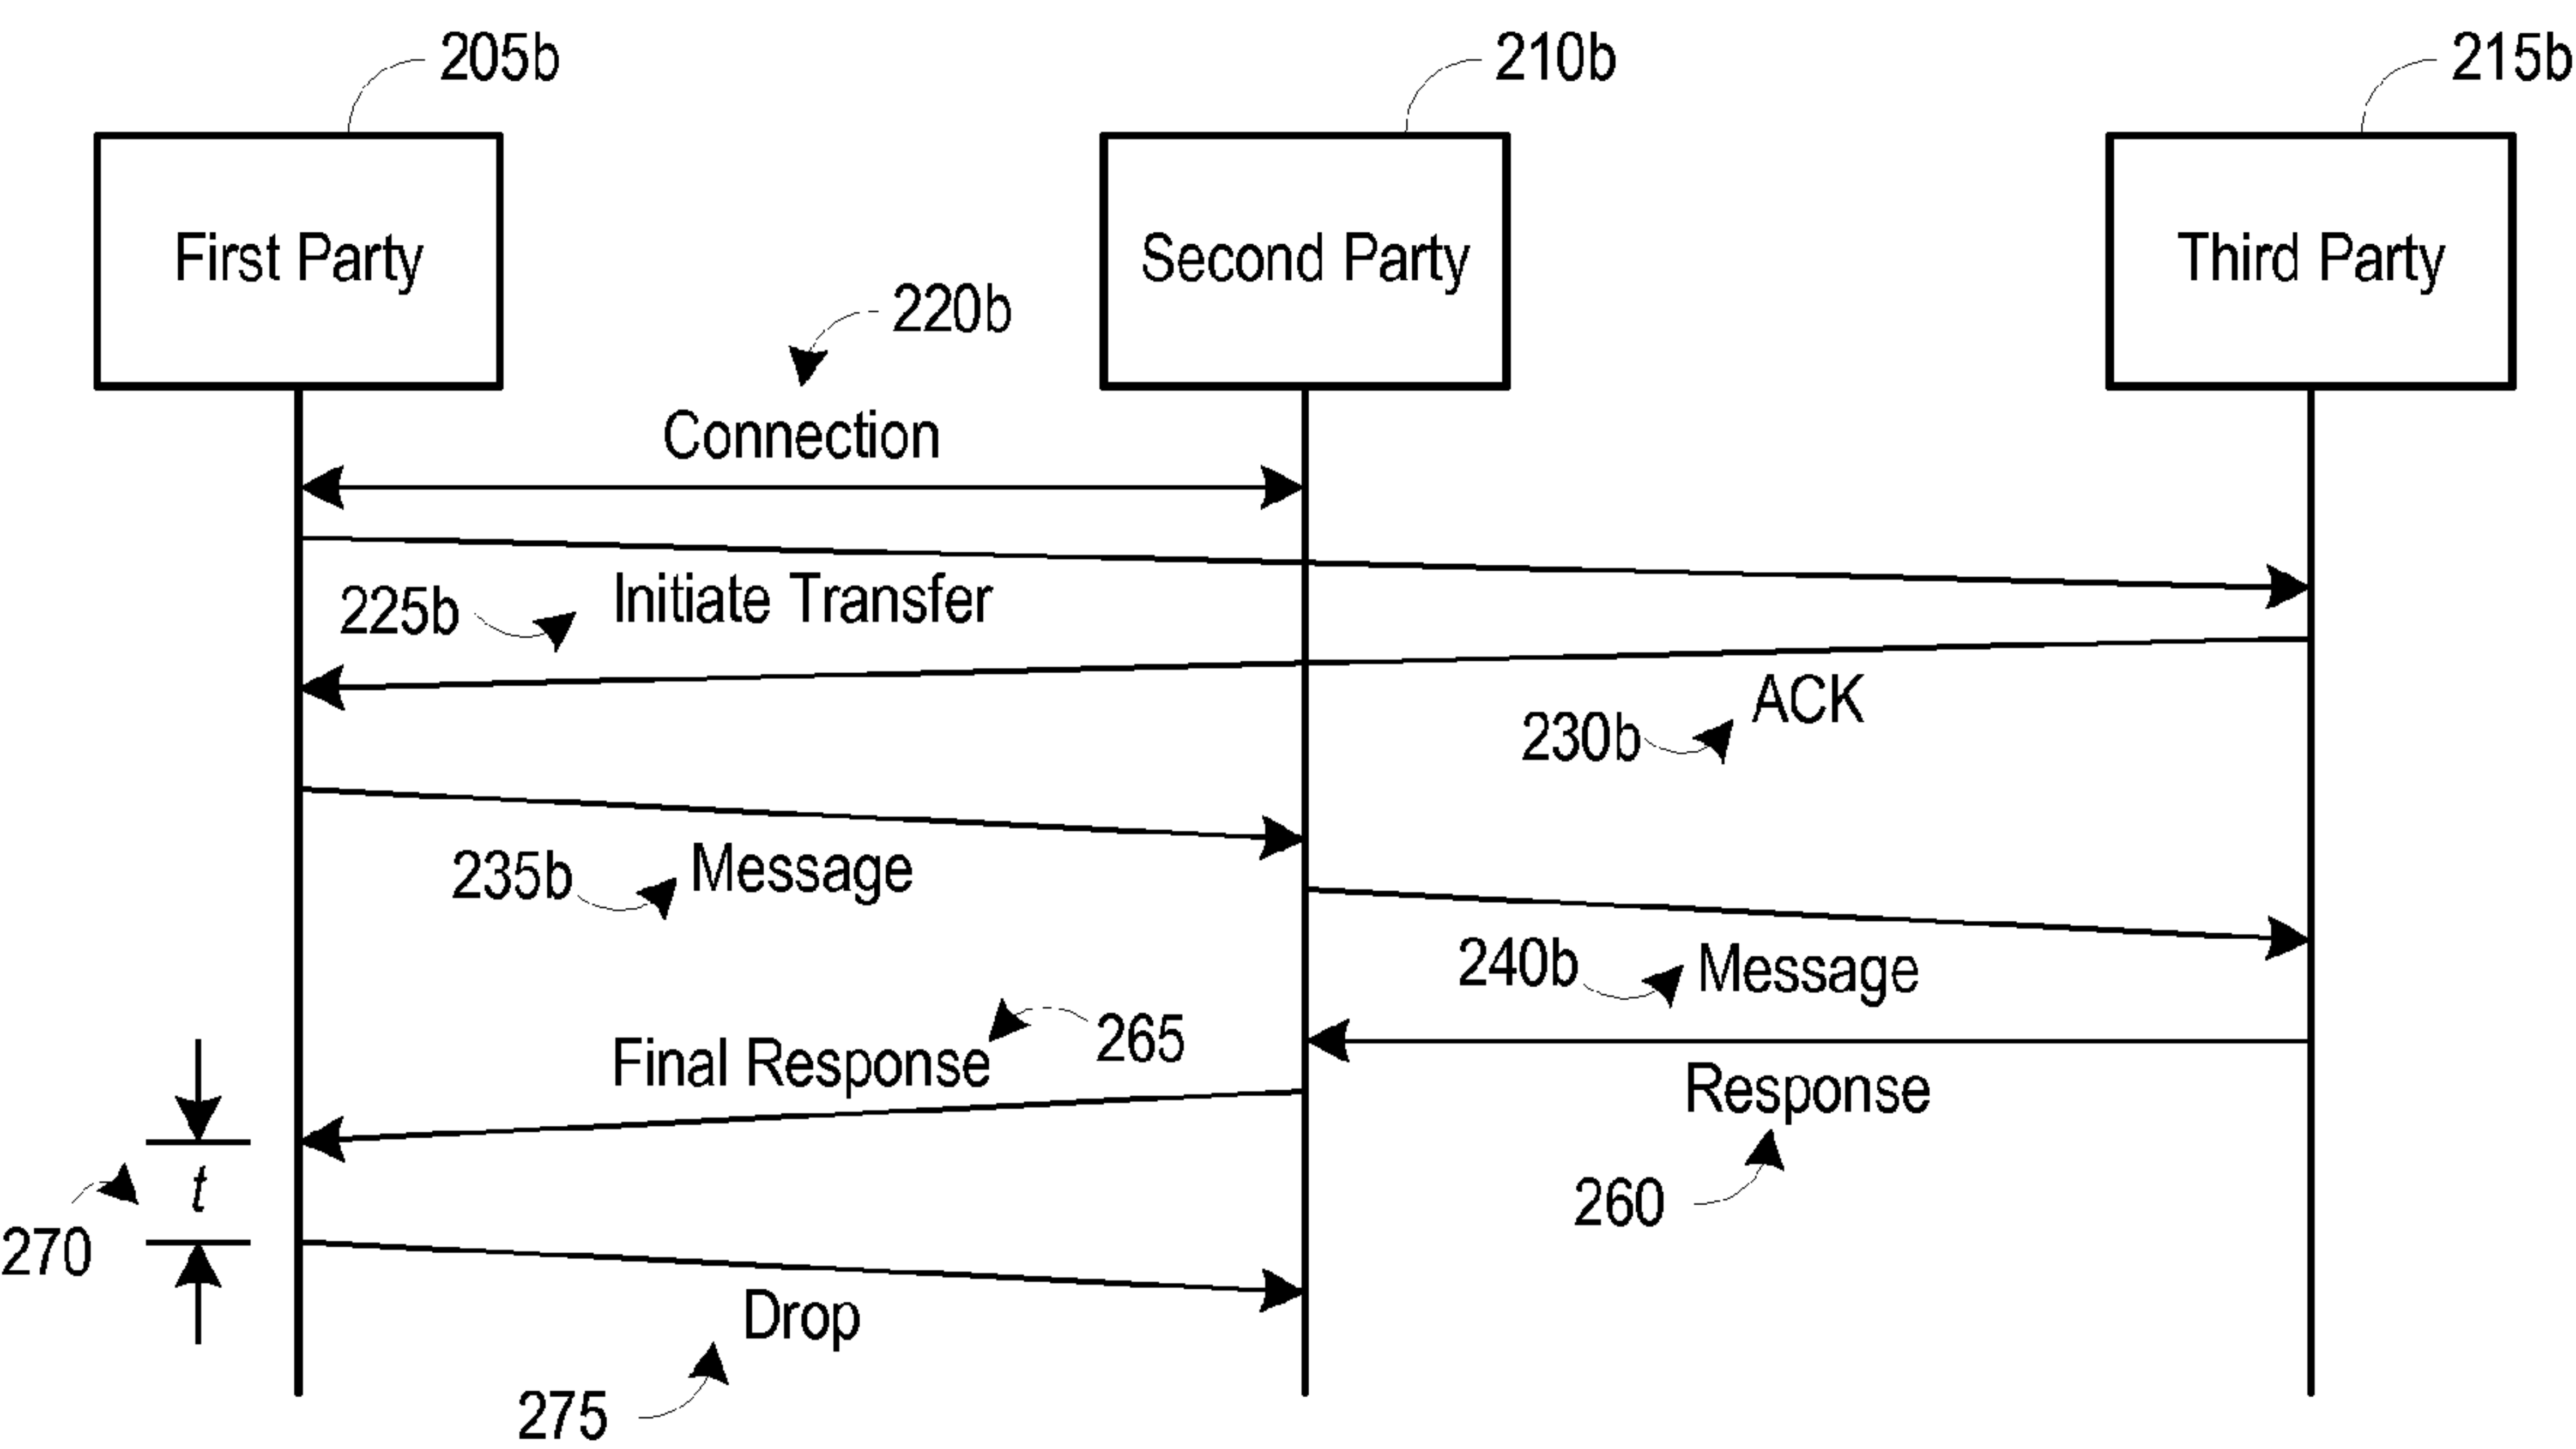 205b
210b
215b
First Party
Second Party
Third Party
220b
Connection
225b
Initiate Transfer
ACK
230b
235b
Message
240b
Message
Final Response
265
Response
260
t
270
Drop
275